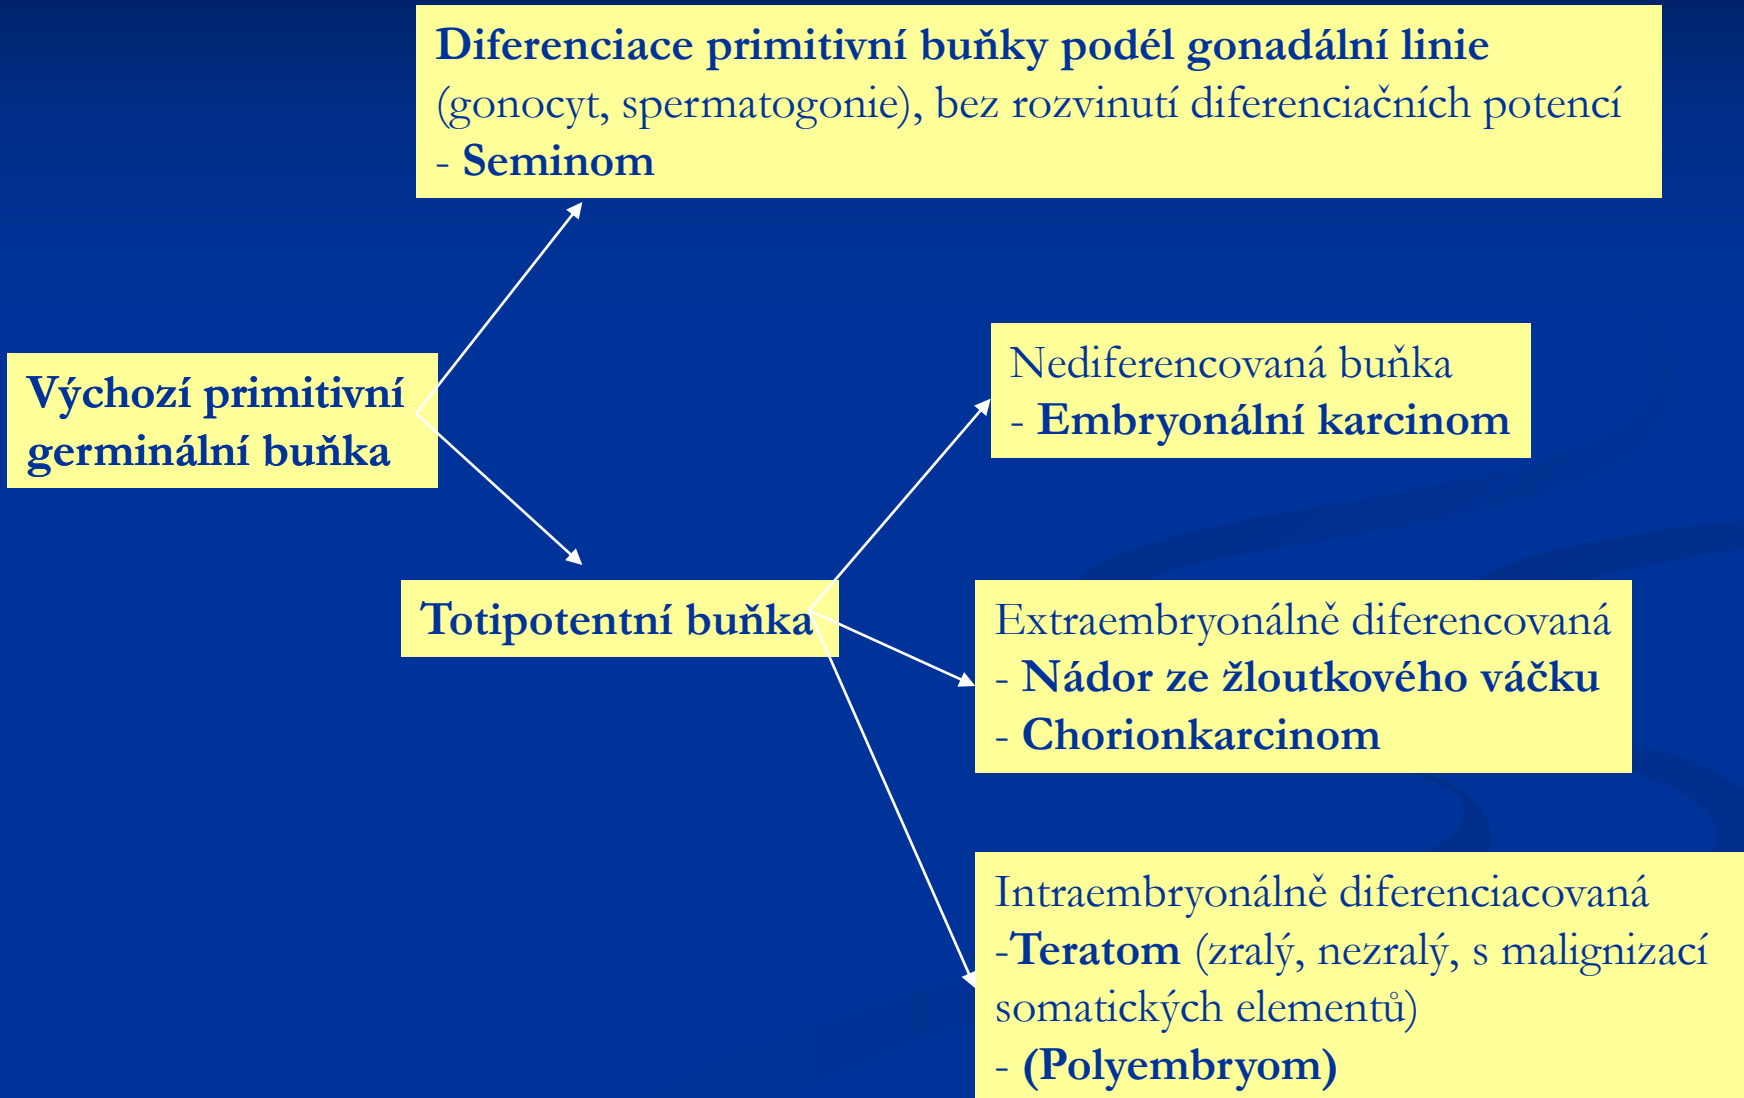 Diferenciace primitivní buňky podél gonadální linie
(gonocyt, spermatogonie), bez rozvinutí diferenciačních potencí
- Seminom
Výchozí primitivní
germinální buňka
Nediferencovaná buňka
- Embryonální karcinom
Totipotentní buňka
Extraembryonálně diferencovaná
- Nádor ze žloutkového váčku
- Chorionkarcinom
Intraembryonálně diferenciacovaná
-Teratom (zralý, nezralý, s malignizací
somatických elementů)
- (Polyembryom)